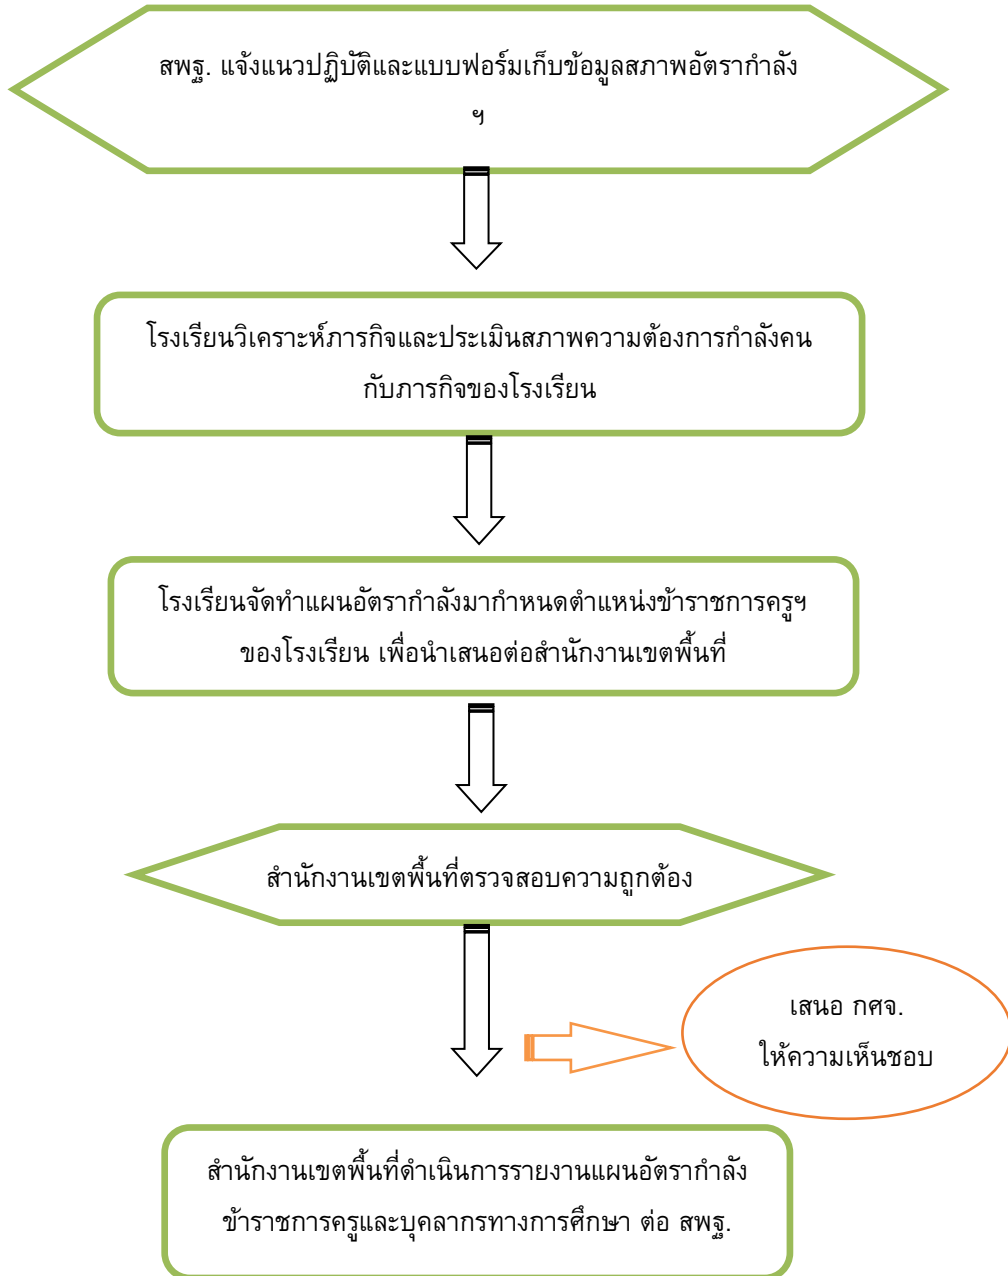 สพฐ. แจ้งแนวปฏิบัติและแบบฟอร์มเก็บข้อมูลสภาพอัตรากำลัง
ฯ
โรงเรียนวิเคราะห์ภารกิจและประเมินสภาพความต้องการกำลังคน
กับภารกิจของโรงเรียน
โรงเรียนจัดทำแผนอัตรากำลังมากำหนดตำแหน่งข้าราชการครูฯ
ของโรงเรียน เพื่อนำเสนอต่อสำนักงานเขตพื้นที่
สำนักงานเขตพื้นที่ตรวจสอบความถูกต้อง
เสนอ กศจ.
ให้ความเห็นชอบ
สำนักงานเขตพื้นที่ดำเนินการรายงานแผนอัตรากำลัง
ข้าราชการครูและบุคลากรทางการศึกษา ต่อ สพฐ.